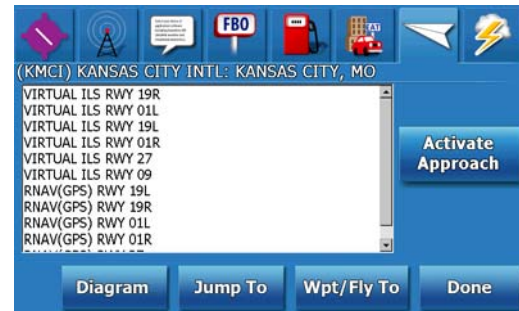 FBO
AT
(KMCI) KANSAS CITY INTL: KANSAS CITY, MO
VIRTUAL ILS RWY 19R
VIRTUAL ILS RWY 01L
VIRTUAL ILS RWY 19L
VIRTUAL ILS RWY 01R
VIRTUAL ILS RWY 27
VIRTUAL ILS RWY 09
RNAV(GPS) RWY 19L
RNAV(GPS) RWY 19R
RNAV(GPS) RWY 01L
RNAV(GPS) RWY 01R
Activate
Approach
Diagram
Jump To
Wpt/Fly To
Done